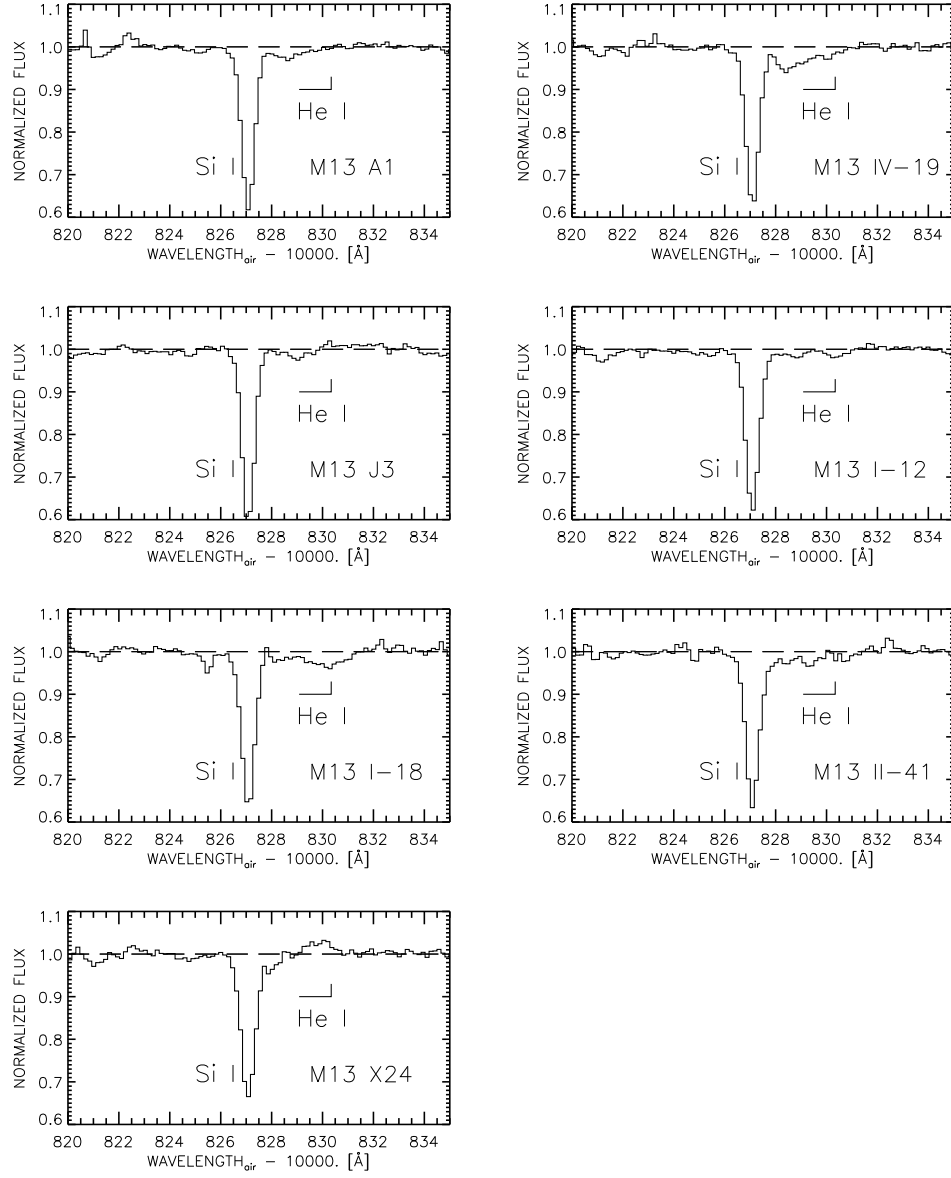 1.1
1.0
0.9
0.8
0.7
0.6
NORMALIZED FLUX
He I
Si I
M13 A1
820 822 824 826 828 830 832 834
WAVELENGTHair − 10000. [Å]
1.1
1.0
0.9
0.8
0.7
0.6
NORMALIZED FLUX
He I
Si I
M13 IV−19
820 822 824 826 828 830 832 834
WAVELENGTHair − 10000. [Å]
1.1
1.0
0.9
0.8
0.7
0.6
NORMALIZED FLUX
He I
Si I
M13 J3
820 822 824 826 828 830 832 834
WAVELENGTHair − 10000. [Å]
1.1
1.0
0.9
0.8
0.7
0.6
NORMALIZED FLUX
He I
Si I
M13 I−12
820 822 824 826 828 830 832 834
WAVELENGTHair − 10000. [Å]
1.1
1.0
0.9
0.8
0.7
0.6
NORMALIZED FLUX
He I
Si I
M13 I−18
820 822 824 826 828 830 832 834
WAVELENGTHair − 10000. [Å]
1.1
1.0
0.9
0.8
0.7
0.6
NORMALIZED FLUX
He I
Si I
M13 II−41
820 822 824 826 828 830 832 834
WAVELENGTHair − 10000. [Å]
1.1
1.0
0.9
0.8
0.7
0.6
NORMALIZED FLUX
He I
Si I
M13 X24
820 822 824 826 828 830 832 834
WAVELENGTHair − 10000. [Å]